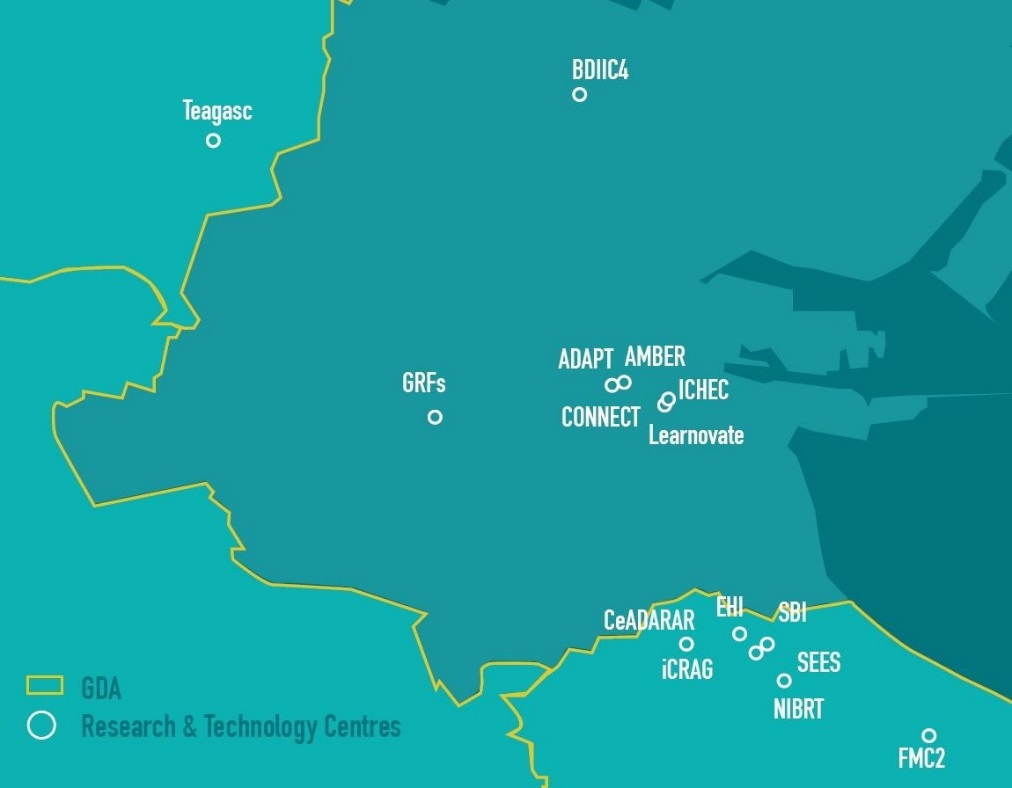 BDIIC4
Teagasc
ADAPT
AMBER
GRFs
ICHEC
CONNECT
Learnovate
EHI
SBI
CeADARAR
SEES
iCRAG
GDA
NIBRT
Research & Technology Centres
FMC2